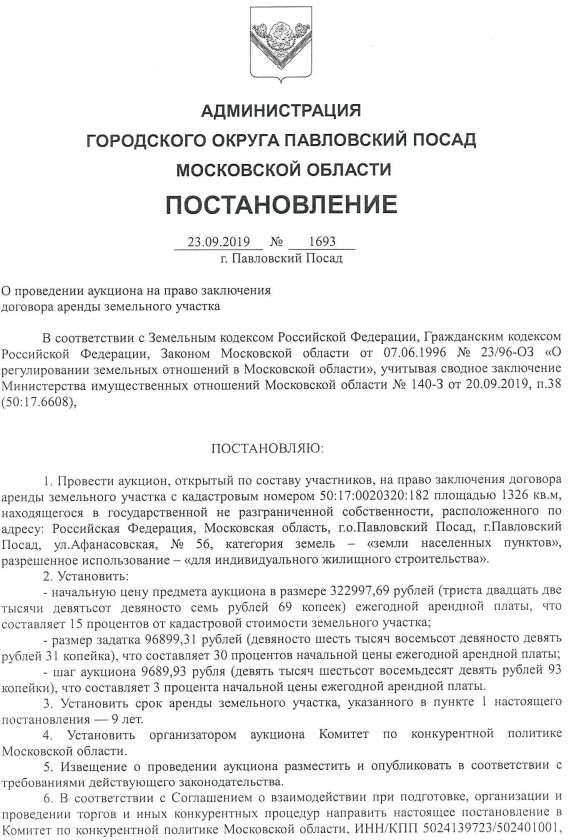 АДМИНИСТРАЦИЯ
ГОРОДСКОГО ОКРУГА ПАВЛОВСКИЙ ПОСАД
МОСКОВСКОЙ ОБЛАСТИ
ПОСТАНОВЛЕНИЕ
23.09.2019 № 1693
г. Павловский Посад
О проведении аукциона на право заключения
договора аренды земельного участка
В соответствии с Земельным кодексом Российской Федерации, Гражданским кодексом
Российской Федерации, Законом Московской области от 07.06.1996 № 23/96-ОЗ «О
регулировании земельных отношений в Московской области», учитывая сводное заключение
Министерства имущественных отношений Московской области № 140-З от 20.09.2019, п.38
(50:17.6608),
ПОСТАНОВЛЯЮ:
1. Провести аукцион, открытый по составу участников, на право заключения договора
аренды земельного участка с кадастровым номером 50:17:0020320:182 площадью 1326 кв.м,
находящегося в государственной не разграниченной собственности, расположенного по
адресу: Российская Федерация, Московская область, г.о.Павловский Посад, г.Павловский
Посад, ул.Афанасовская, № 56, категория земель – «земли населенных пунктов»,
разрешенное использование – «для индивидуального жилищного строительства».
2. Установить:
- начальную цену предмета аукциона в размере 322997,69 рублей (триста двадцать две
тысячи девятьсот девяносто семь рублей 69 копеек) ежегодной арендной платы, что
составляет 15 процентов от кадастровой стоимости земельного участка;
- размер задатка 96899,31 рублей (девяносто шесть тысяч восемьсот девяносто девять
рублей 31 копейка), что составляет 30 процентов начальной цены ежегодной арендной платы;
- шаг аукциона 9689,93 рубля (девять тысяч шестьсот восемьдесят девять рублей 93
копейки), что составляет 3 процента начальной цены ежегодной арендной платы.
3. Установить срок аренды земельного участка, указанного в пункте 1 настоящего
постановления — 9 лет.
4. Установить организатором аукциона Комитет по конкурентной политике
Московской области.
5. Извещение о проведении аукциона разместить и опубликовать в соответствии с
требованиями действующего законодательства.
6. В соответствии с Соглашением о взаимодействии при подготовке, организации и
проведении торгов и иных конкурентных процедур направить настоящее постановление в
Комитет по конкурентной политике Московской области, ИНН/КПП 5024139723/502401001,